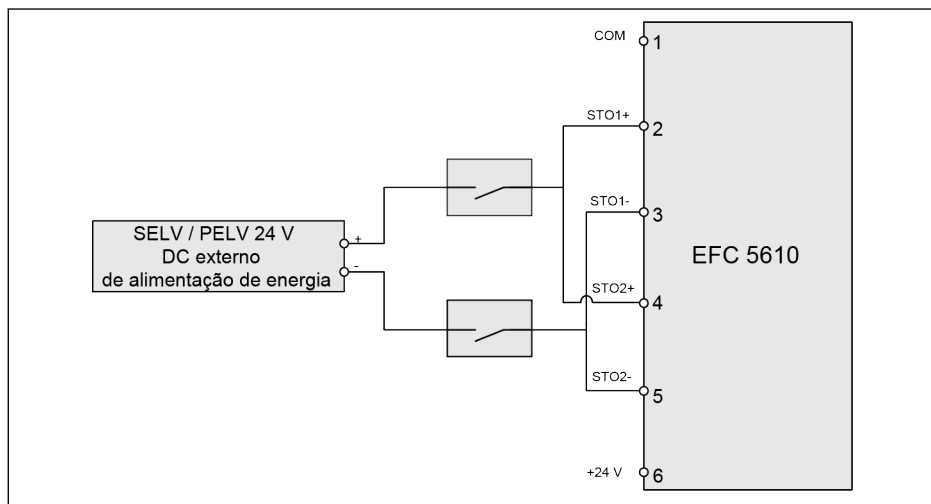 COM 1
STO1+ 2
STO1- 3
SELV / PELV 24 V
DC externo
de alimentação de energia
+
-
EFC 5610
STO2+ 4
STO2- 5
+24 V 6